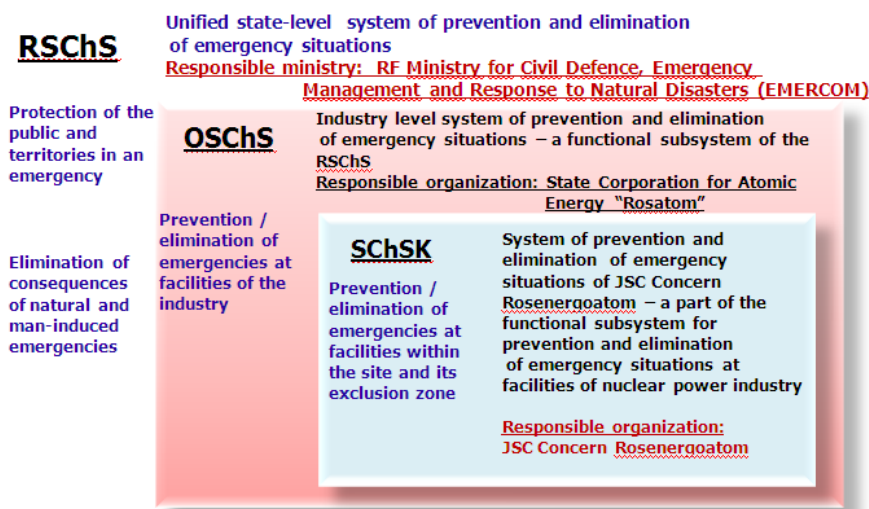 RSChS
Unified state-level system of prevention and elimination
of emergency situations
Responsible ministry: RF Ministry for Civil Defence, Emergency
Management and Response to Natural Disasters (EMERCOM)
Protection of the
public and
territories in an
emergency
Elimination of
consequences
of natural and
man-induced
emergencies
OSChS
Industry level system of prevention and elimination
of emergency situations – a functional subsystem of the
RSChS
Responsible organization: State Corporation for Atomic
Energy "Rosatom"
Prevention /
elimination of
emergencies at
facilities of the
industry
SChSK
Prevention /
elimination of
emergencies at
facilities within
the site and its
exclusion zone
System of prevention and
elimination of emergency
situations of JSC Concern
Rosenergoatom – a part of the
functional subsystem for
prevention and elimination
of emergency situations at
facilities of nuclear power industry
Responsible organization:
JSC Concern Rosenergoatom